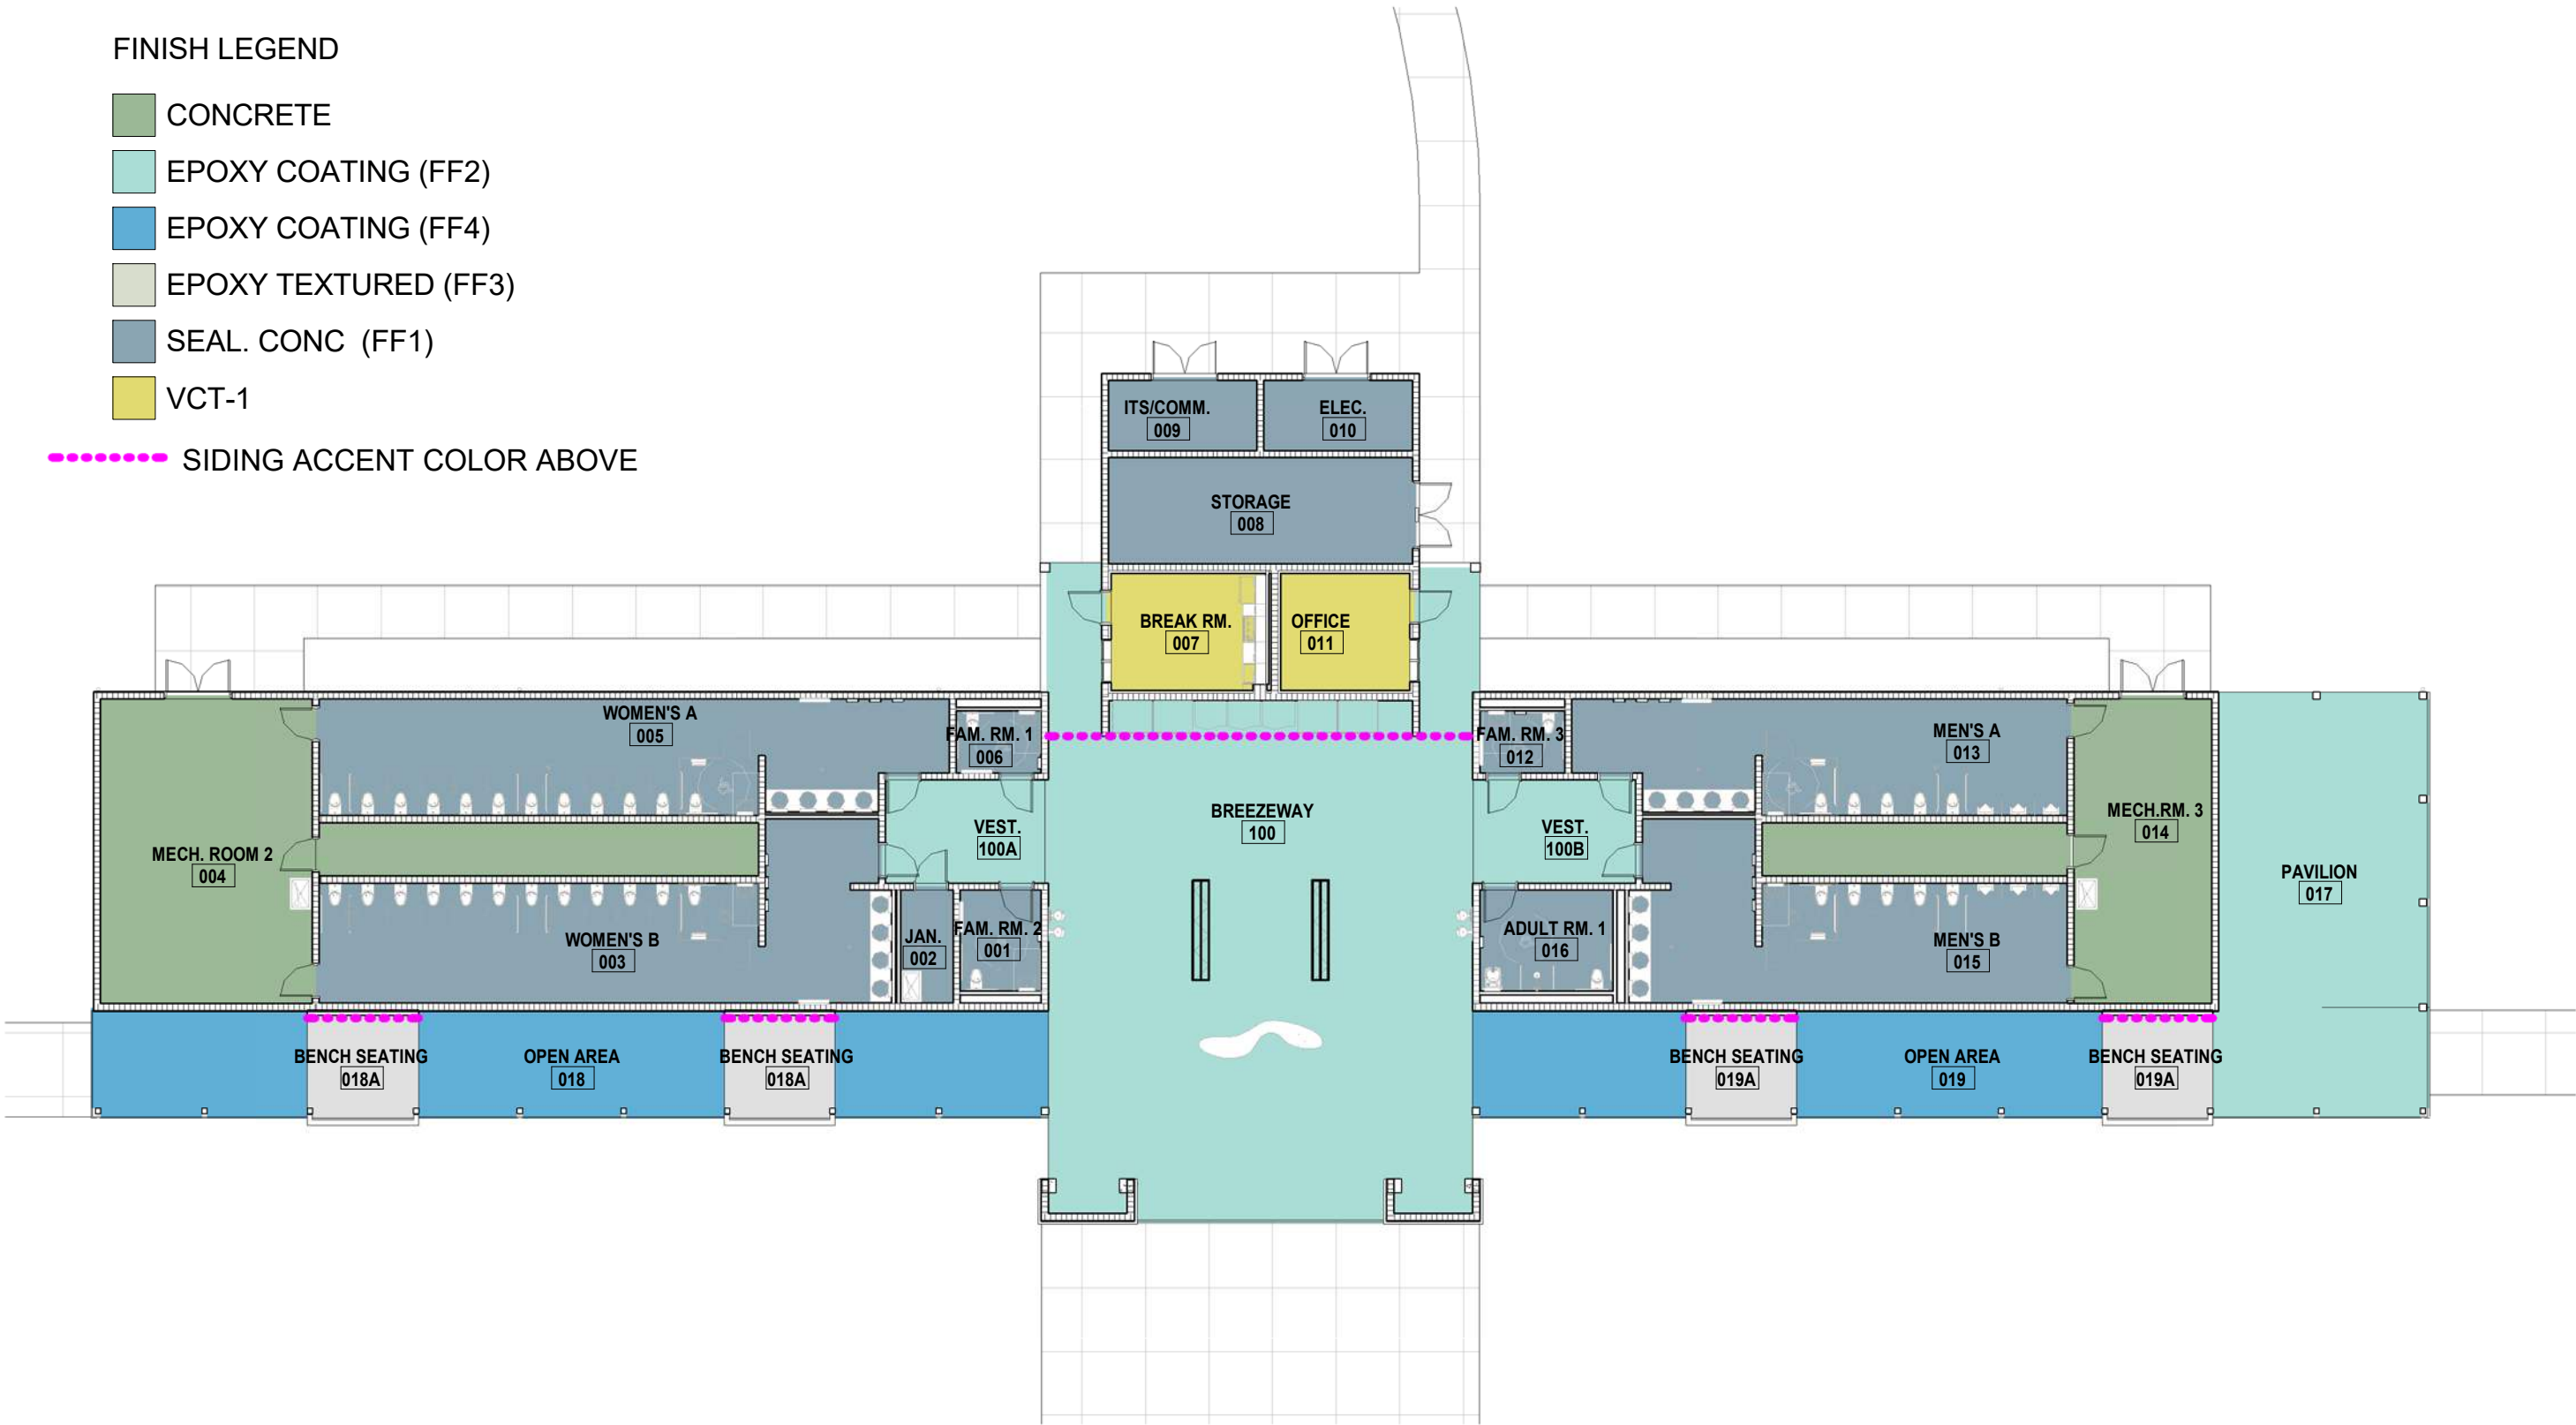 FINISH LEGEND
CONCRETE
EPOXY COATING (FF2)
EPOXY COATING (FF4)
EPOXY TEXTURED (FF3)
SEAL. CONC (FF1)
VCT-1
SIDING ACCENT COLOR ABOVE
ITS/COMM.
009
ELEC.
010
STORAGE
008
BREAK RM.
007
OFFICE
011
WOMEN'S A
005
FAM. RM. 1
006
FAM. RM. 3
012
MEN'S A
013
MECH. ROOM 2
004
VEST.
100A
BREEZEWAY
100
VEST.
100B
MECH.RM. 3
014
PAVILION
017
WOMEN'S B
003
JAN.
002
FAM. RM. 2
001
ADULT RM. 1
016
MEN'S B
015
BENCH SEATING
018A
OPEN AREA
018
BENCH SEATING
018A
BENCH SEATING
019A
OPEN AREA
019
BENCH SEATING
019A